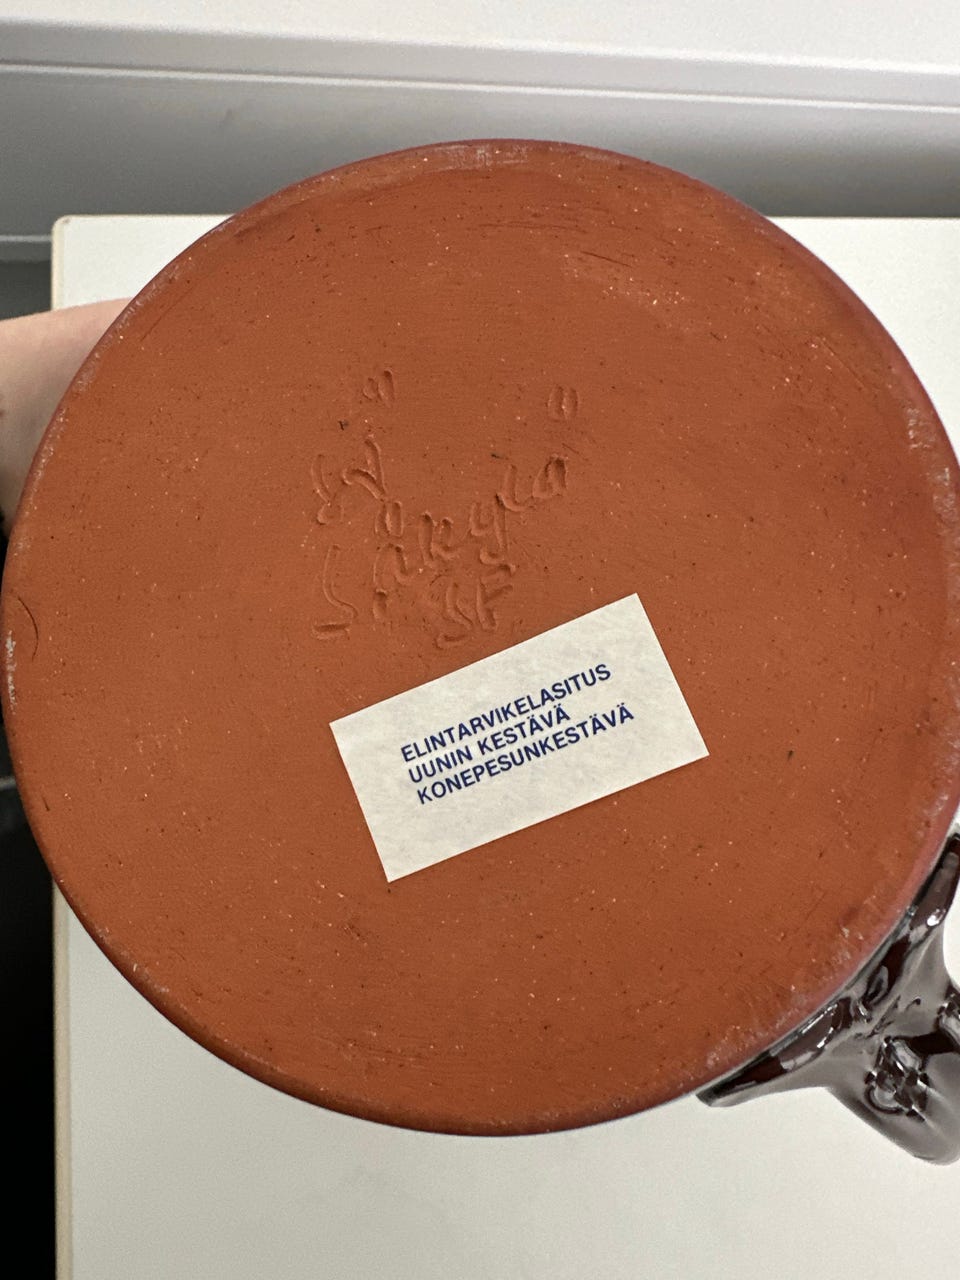 Säkylä
SF
ELINTARVIKELASITUS
UUNIN KESTÄVÄ
KONEPESUNKESTÄVÄ